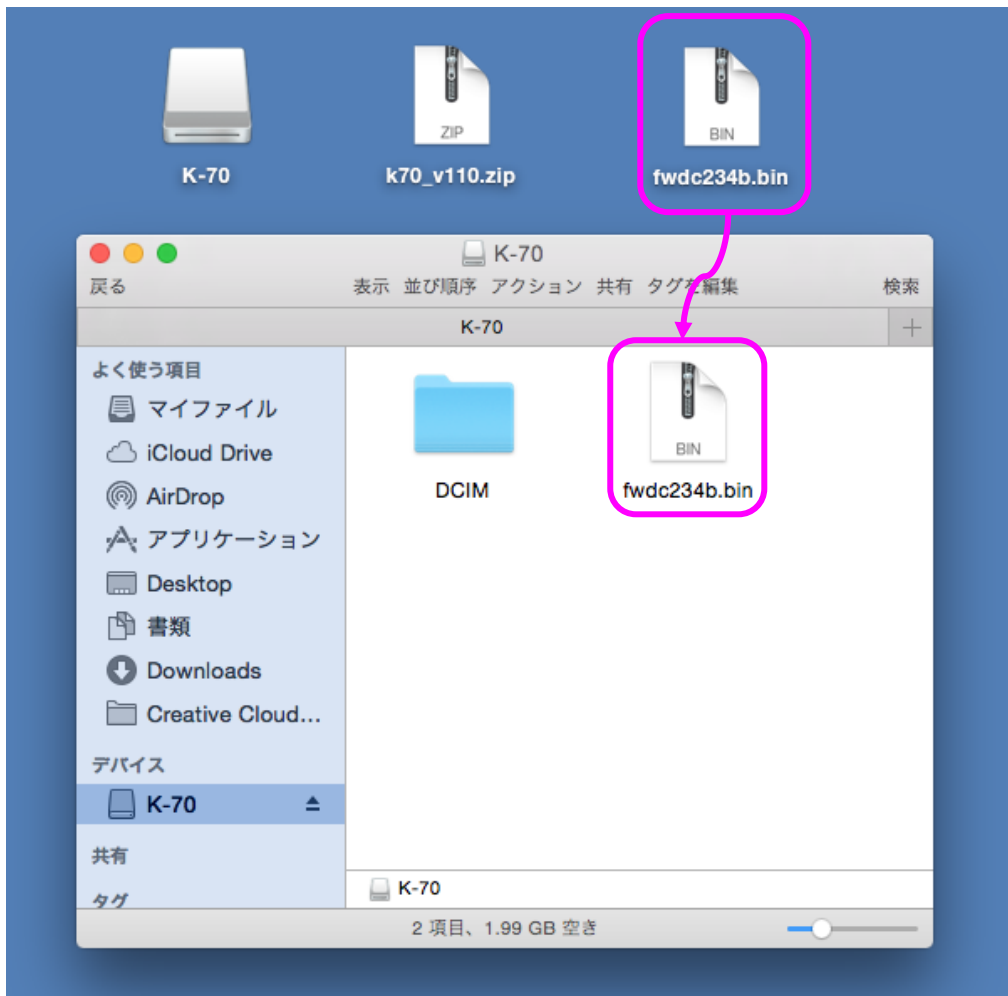 ZIP
BIN
K-70
k70_v110.zip
fwdc234b.bin
K-70
戻る
表示 並び順序 アクション 共有 タグを編集
検索
K-70
よく使う項目
マイファイル
iCloud Drive
AirDrop
アプリケーション
Desktop
書類
Downloads
Creative Cloud...
デバイス
K-70
共有
タグ
BIN
DCIM
fwdc234b.bin
K-70
2 項目、1.99 GB 空き